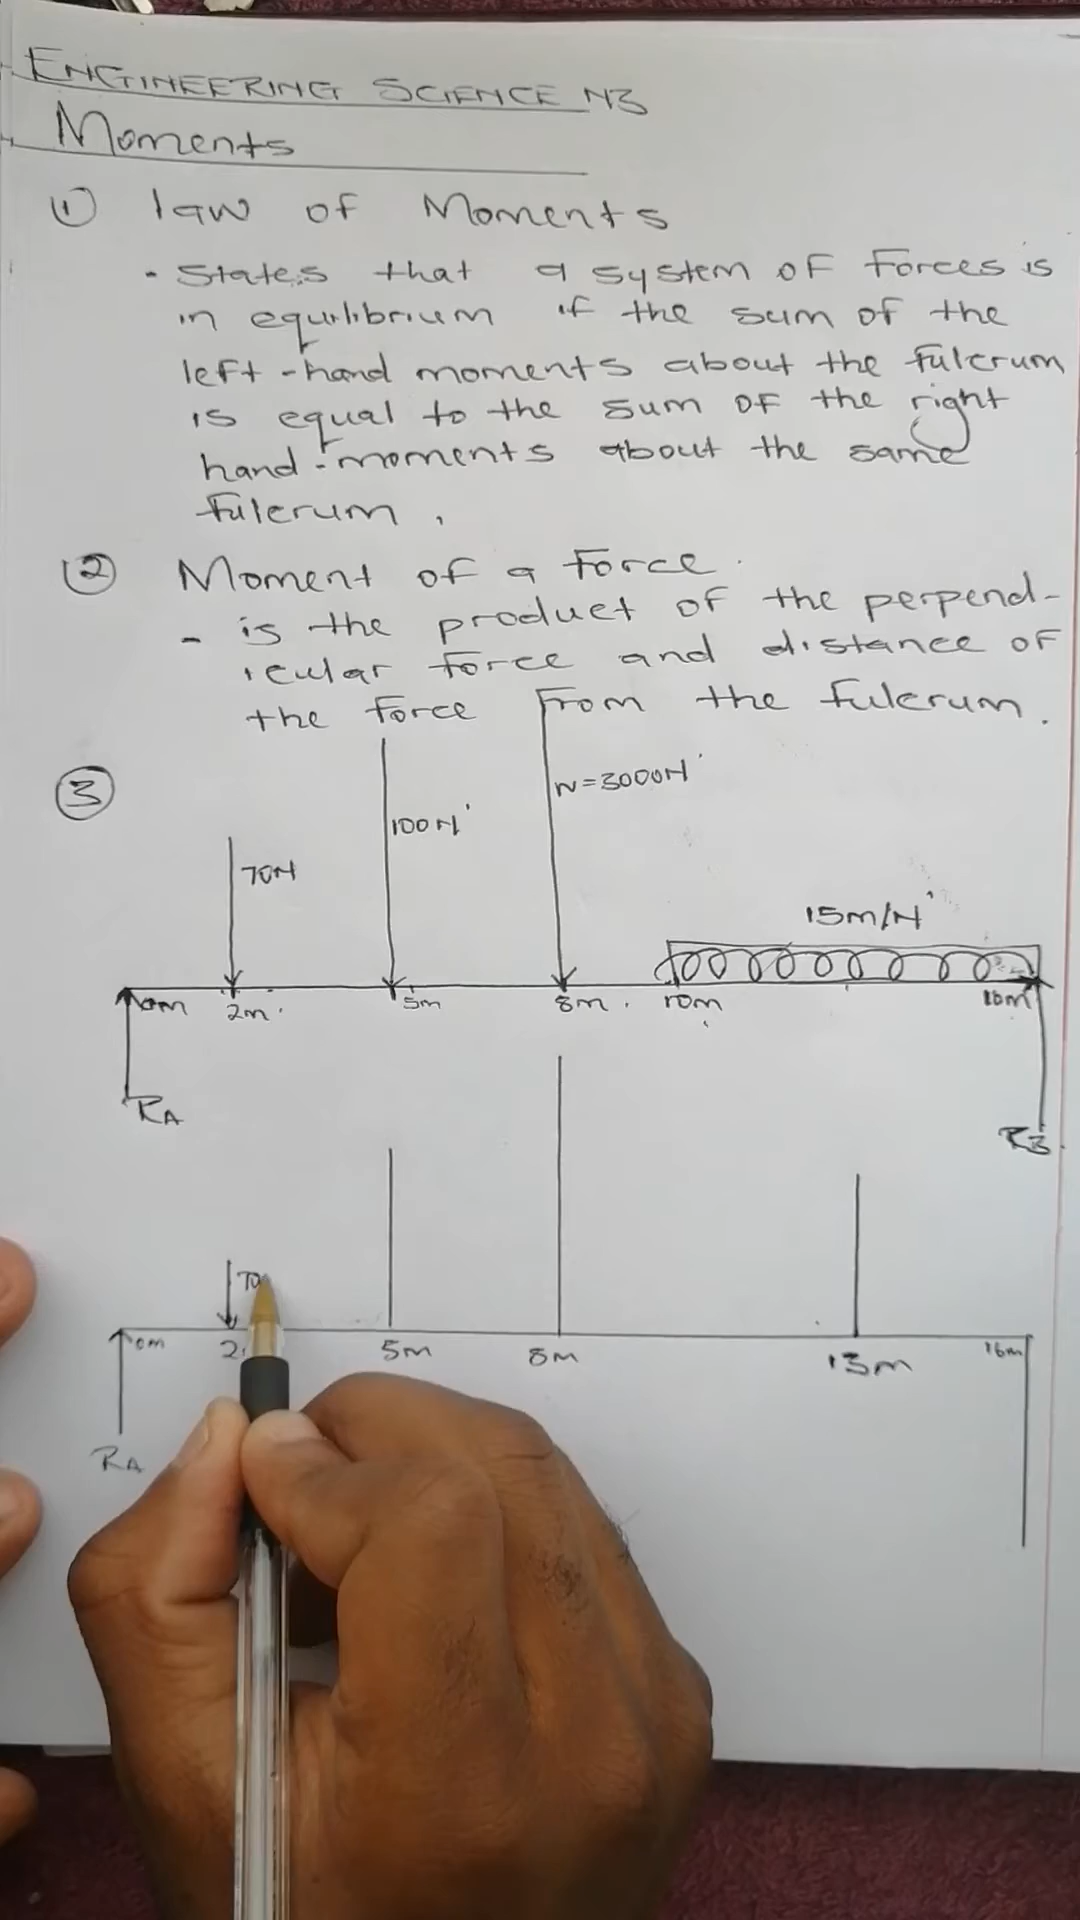 ENGINEERING SCIENCE N3
Moments
① law of Moments
· States that a system of forces is
in equilibrium if the sum of the
left-hand moments about the fulcrum
is equal to the sum of the right
hand-moments about the same
fulcrum.
② Moment of a force.
- is the product of the perpend-
icular force and distance of
the force from the fulcrum.
③
W=3000N
100N
70N
15m/N
0m 2m. 5m 8m. 10m 16m
RA
RB
70
0m 2 5m 8m 13m 16m
RA